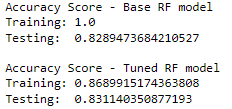 Accuracy Score - Base RF model
Training: 1.0
Testing:  0.8289473684210527
Accuracy Score - Tuned RF model
Training: 0.8689915174363808
Testing:  0.831140350877193